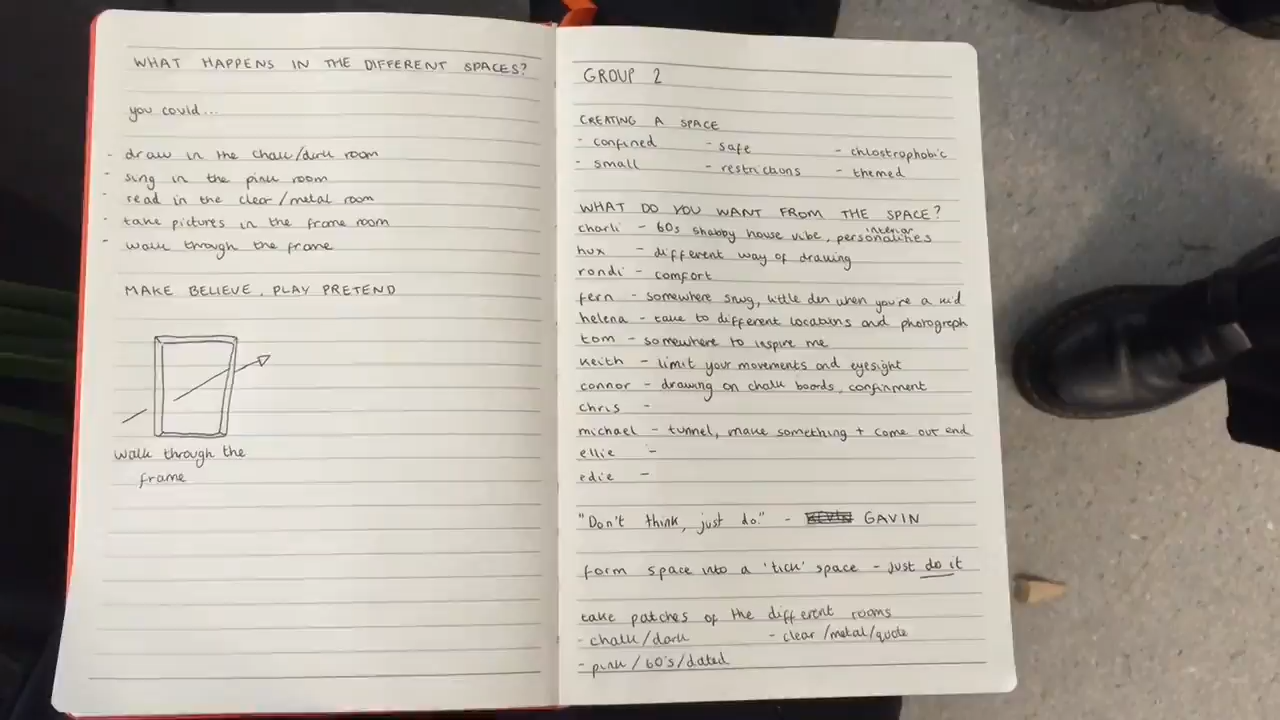 WHAT HAPPENS IN THE DIFFERENT SPACES?
you could...
- draw in the chalk/dark room
- sing in the pink room
- read in the clear/metal room
- take pictures in the frame room
- walk through the frame
MAKE BELIEVE, PLAY PRETEND
walk through the
frame
GROUP 2
CREATING A SPACE
- confined - safe - chlostrophobic
- small - restrictions - themed
WHAT DO YOU WANT FROM THE SPACE?
charli - 60s shabby house vibe, interior personalities
hux - different way of drawing
rondi - comfort
fern - somewhere snug, little den when you're a kid
helena - take to different locations and photograph
tom - somewhere to inspire me
keith - limit your movements and eyesight
connor - drawing on chalk boards, confinment
chris -
michael - tunnel, make something + come out end
ellie -
edie -
"Don't think, just do." - GAVIN
form space into a 'tick' space - just do it
take patches of the different rooms
- chalk/dark - clear/metal/quote
- pink/60's/dated